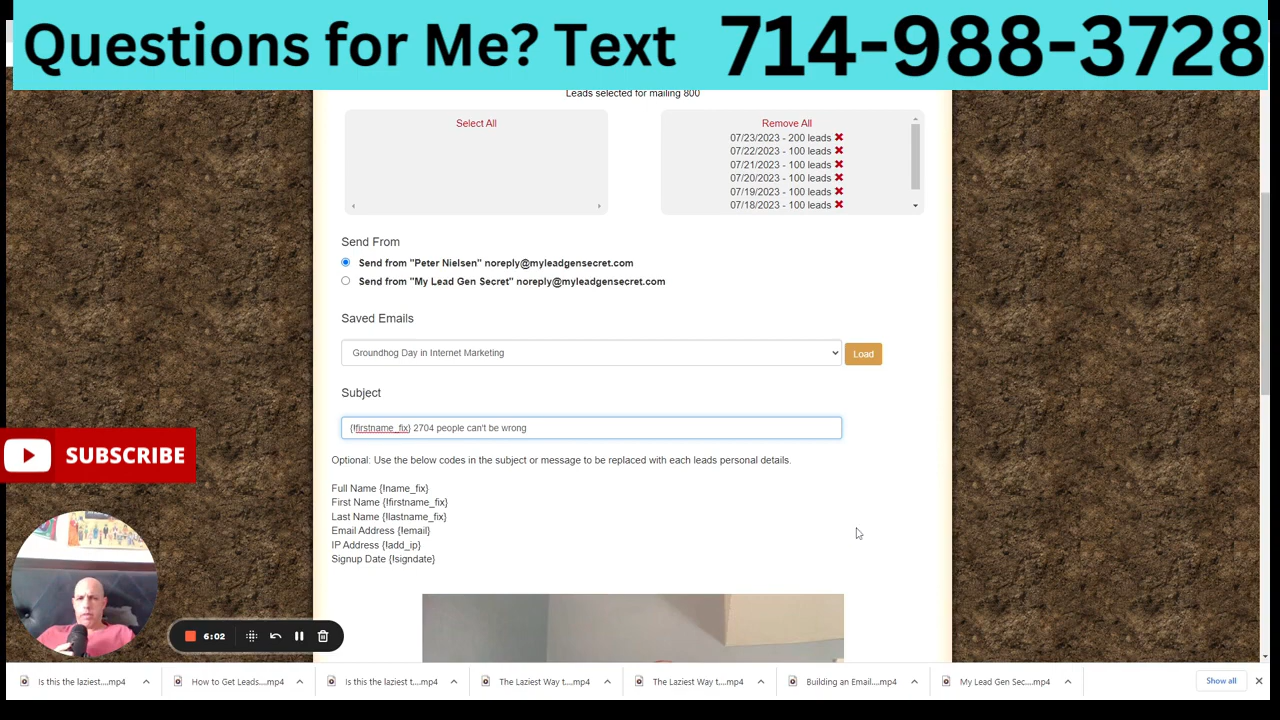 Questions for Me? Text 714-988-3728
Leads selected for mailing 800
Select All
Remove All
07/23/2023 - 200 leads ✖
07/22/2023 - 100 leads ✖
07/21/2023 - 100 leads ✖
07/20/2023 - 100 leads ✖
07/19/2023 - 100 leads ✖
07/18/2023 - 100 leads ✖
Send From
Send from "Peter Nielsen" noreply@myleadgensecret.com
Send from "My Lead Gen Secret" noreply@myleadgensecret.com
Saved Emails
Groundhog Day in Internet Marketing
Load
Subject
{!firstname_fix} 2704 people can't be wrong
Optional: Use the below codes in the subject or message to be replaced with each leads personal details.
Full Name {!name_fix}
First Name {!firstname_fix}
Last Name {!lastname_fix}
Email Address {!email}
IP Address {!add_ip}
Signup Date {!signdate}
SUBSCRIBE
6:02
Is this the laziest....mp4
How to Get Leads....mp4
Is this the laziest t....mp4
The Laziest Way t....mp4
The Laziest Way t....mp4
Building an Email....mp4
My Lead Gen Sec....mp4
Show all